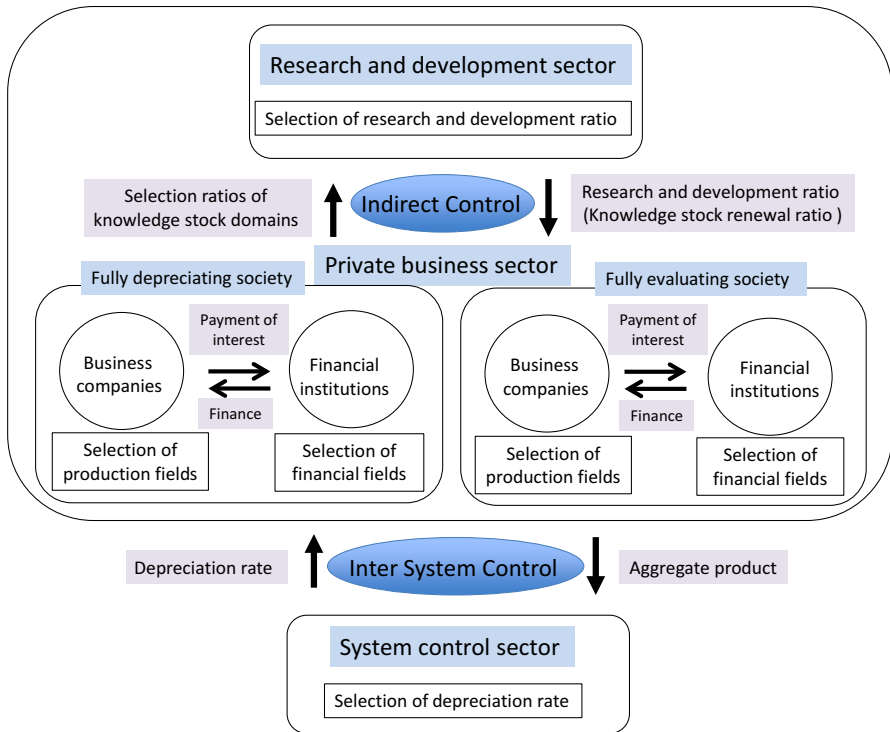 Research and development sector
Selection of research and development ratio
Selection ratios of
knowledge stock domains
Indirect Control
Research and development ratio
(Knowledge stock renewal ratio )
Private business sector
Fully depreciating society
Fully evaluating society
Business
companies
Payment of
interest
Finance
Financial
institutions
Selection of
production fields
Selection of
financial fields
Business
companies
Payment of
interest
Finance
Financial
institutions
Selection of
production fields
Selection of
financial fields
Depreciation rate
Inter System Control
Aggregate product
System control sector
Selection of depreciation rate